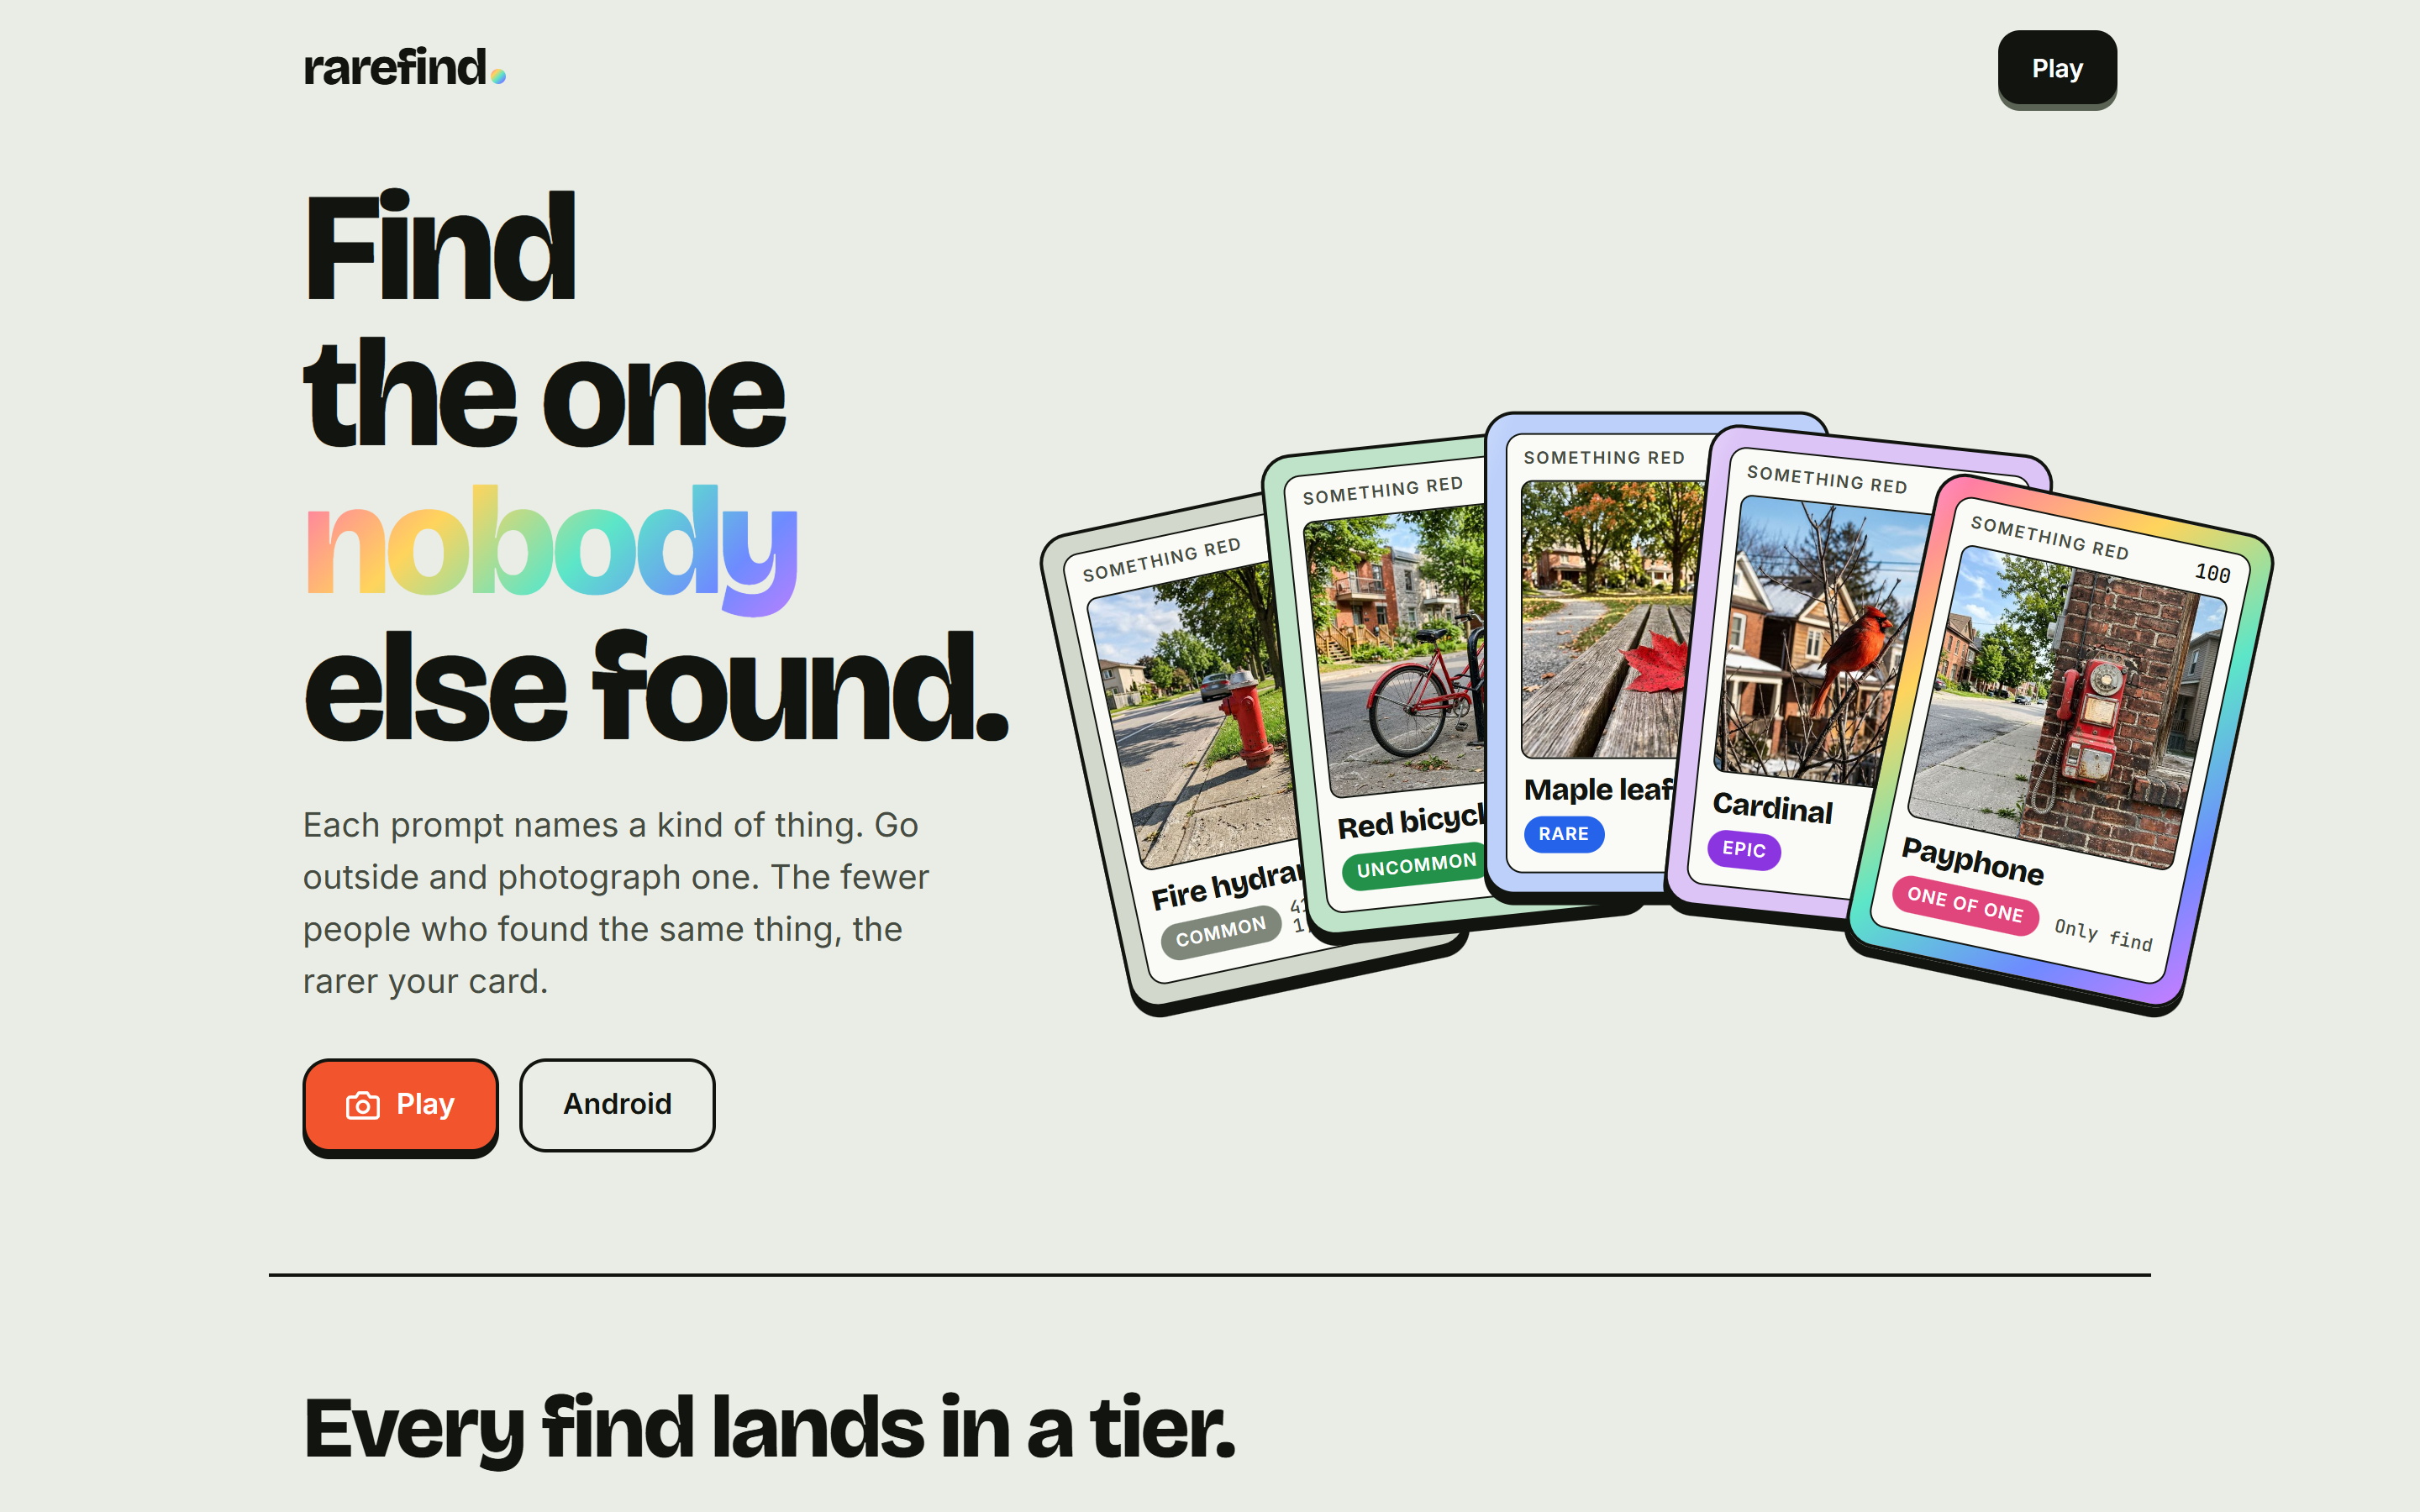 rarefind.
Play
Find
the one
nobody
else found.
Each prompt names a kind of thing. Go
outside and photograph one. The fewer
people who found the same thing, the
rarer your card.
Play
Android
SOMETHING RED
COMMON
SOMETHING RED
UNCOMMON
SOMETHING RED
Maple leaf
RARE
SOMETHING RED
Cardinal
EPIC
SOMETHING RED
100
Payphone
ONE OF ONE
Only find
Every find lands in a tier.